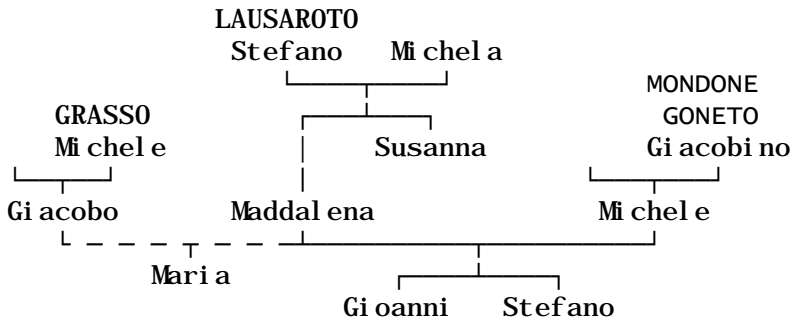 LAUSAROTO
Stefano Michela
MONDONE
GRASSO GONETO
Michele Susanna Giacobino
Giacobo Maddalena Michele
Maria
Gioanni Stefano